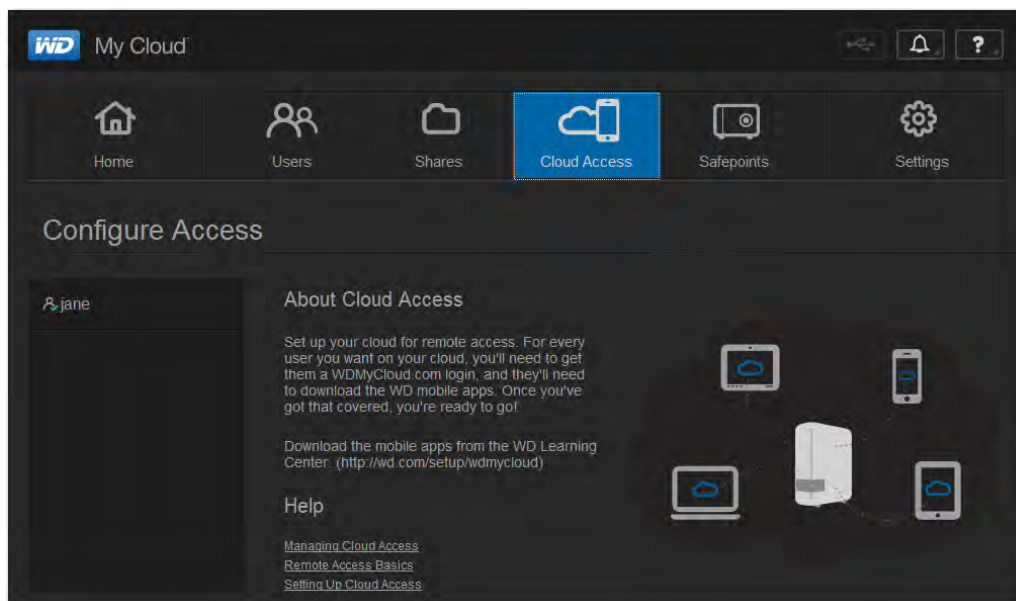 WD My Cloud
?
Home Users Shares Cloud Access Safepoints Settings
Configure Access
jane
About Cloud Access
Set up your cloud for remote access. For every
user you want on your cloud, you'll need to get
them a WDMyCloud.com login, and they'll need
to download the WD mobile apps. Once you've
got that covered, you're ready to go!
Download the mobile apps from the WD Learning
Center. (http://wd.com/setup/wdmycloud)
Help
Managing Cloud Access
Remote Access Basics
Setting Up Cloud Access